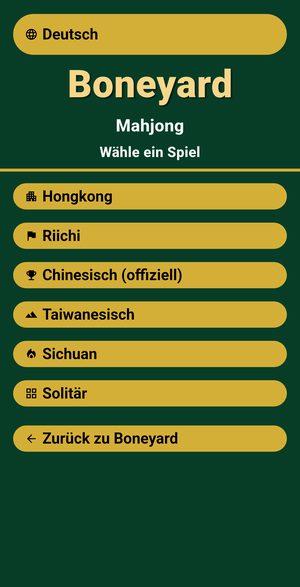 Deutsch
Boneyard
Mahjong
Wähle ein Spiel
Hongkong
Riichi
Chinesisch (offiziell)
Taiwanesisch
Sichuan
Solitär
Zurück zu Boneyard